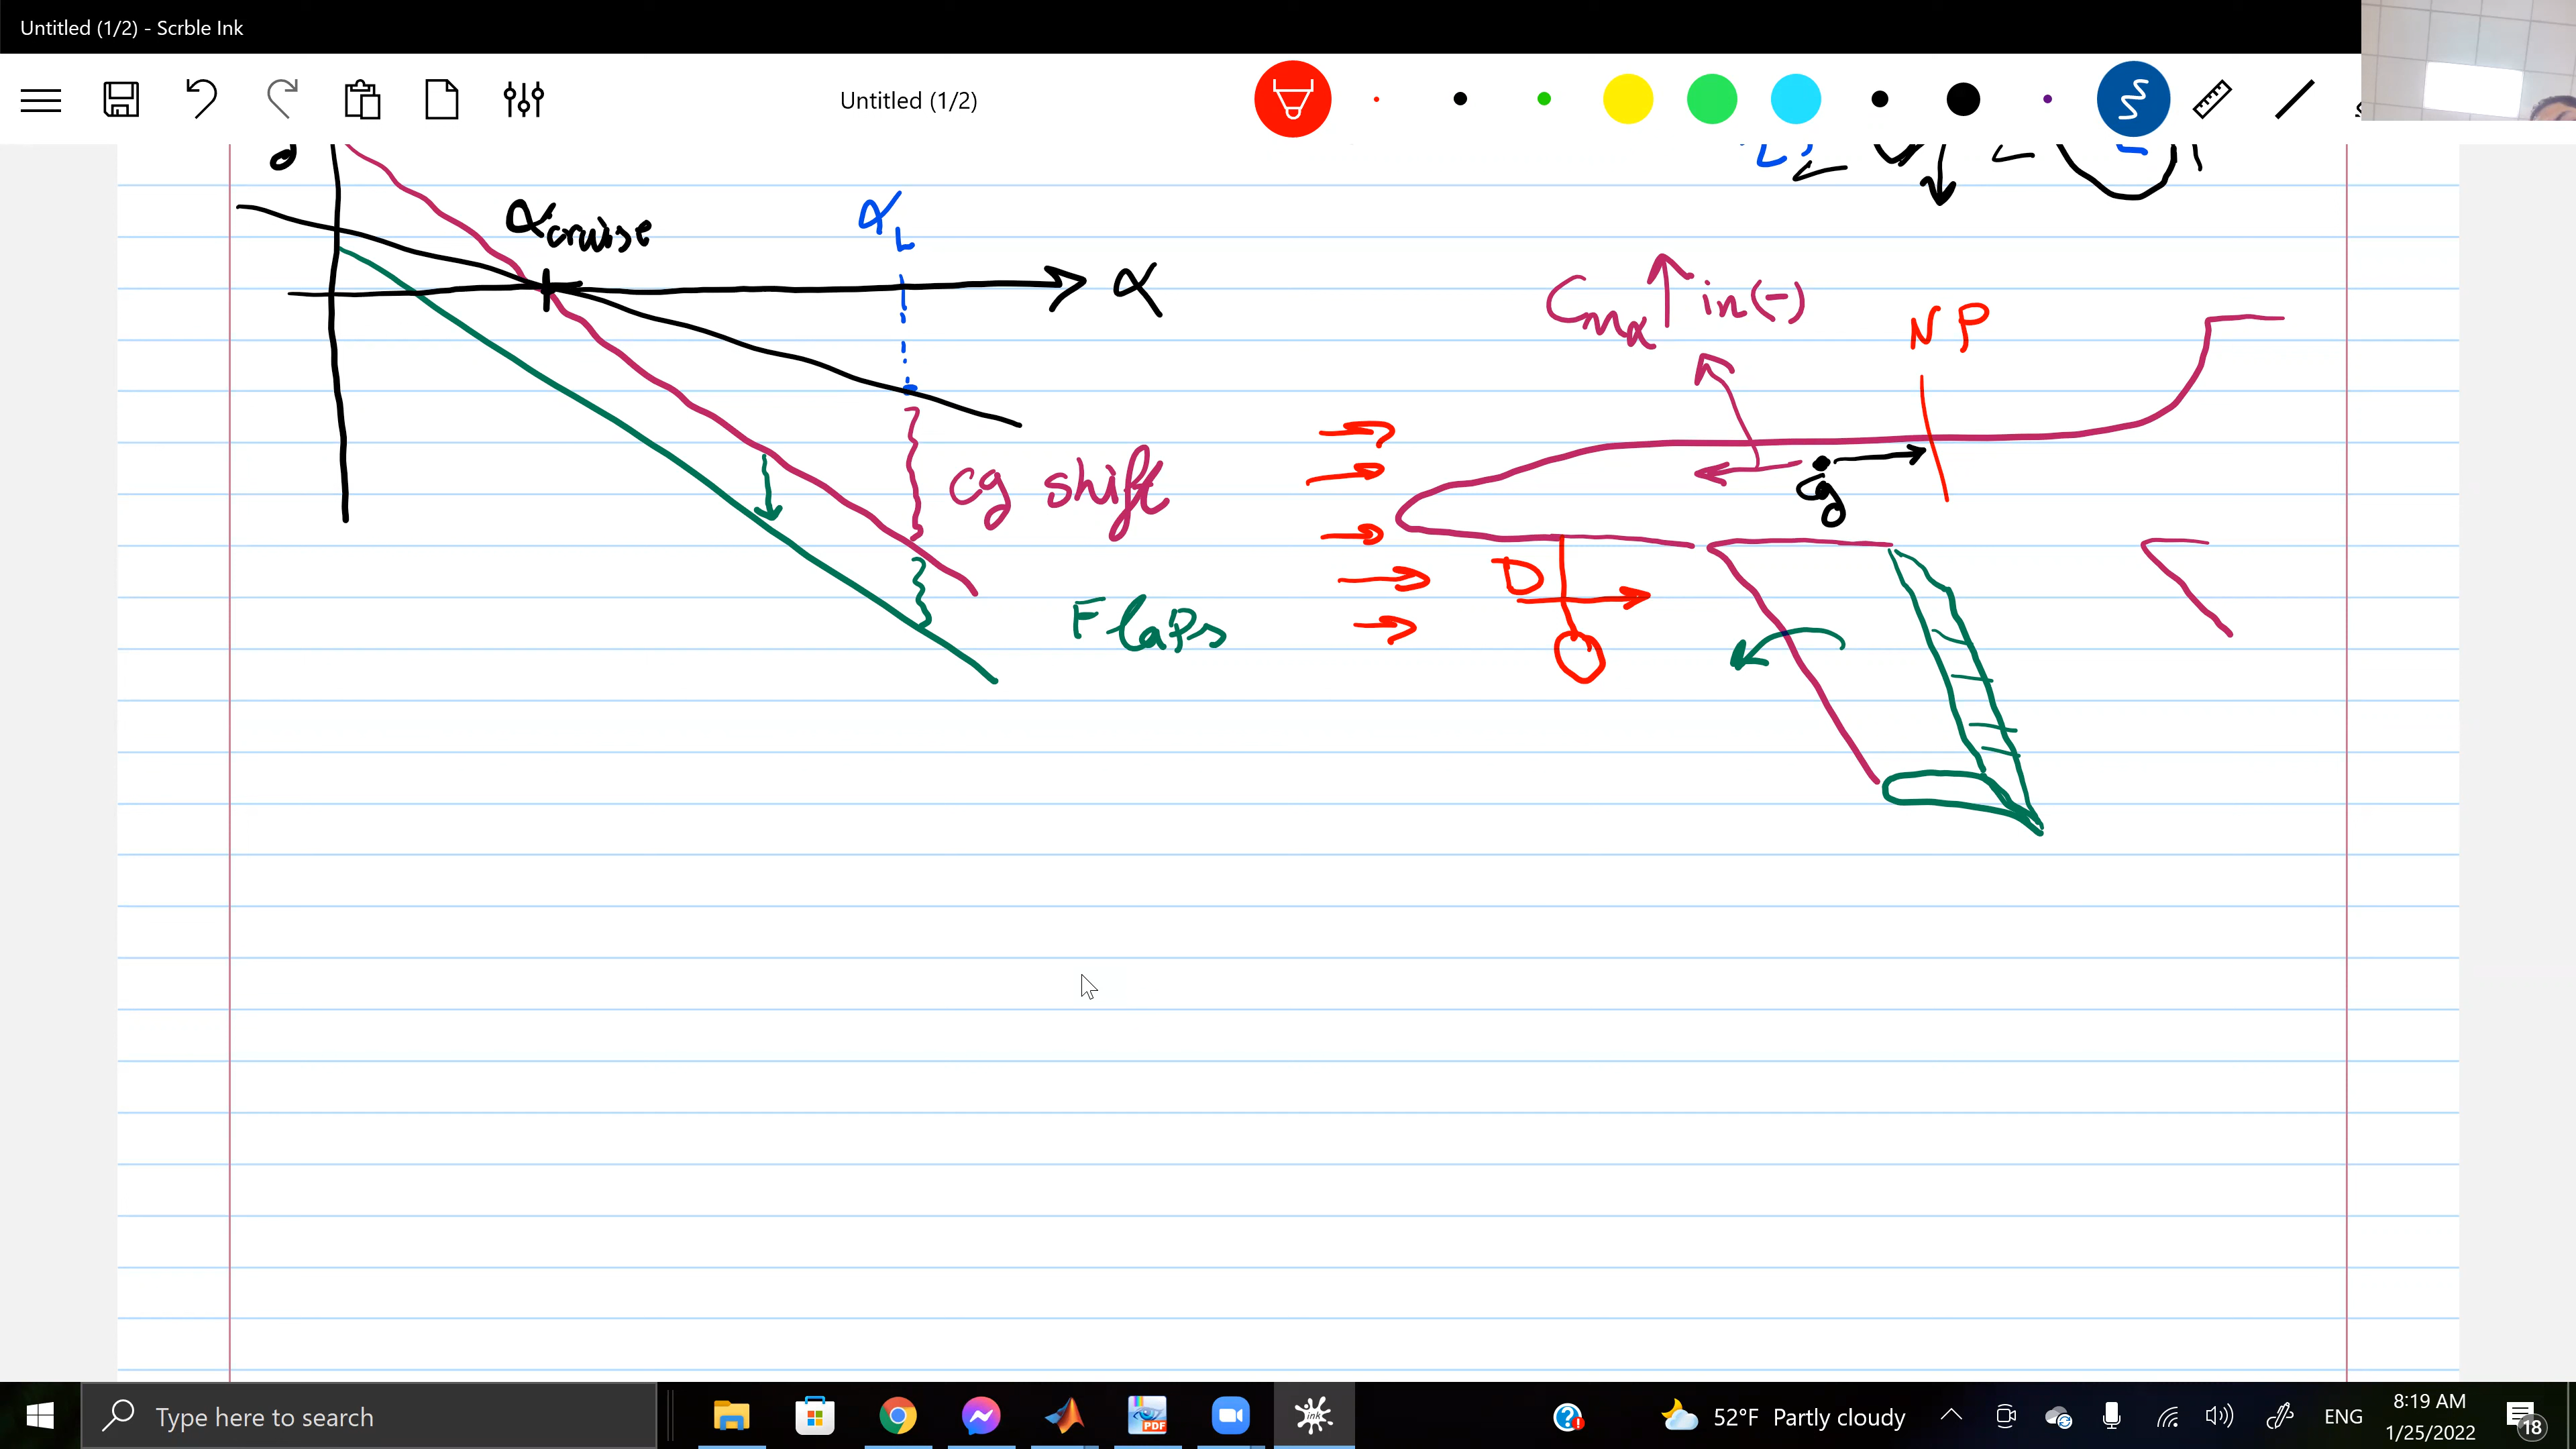 Untitled (1/2) - Scrble Ink
Untitled (1/2)
αcruise
αL
α
Cmα ↑ in (-)
NP
cg
cg shift
D
Flaps
Type here to search
52°F Partly cloudy
ENG
8:19 AM
1/25/2022
18